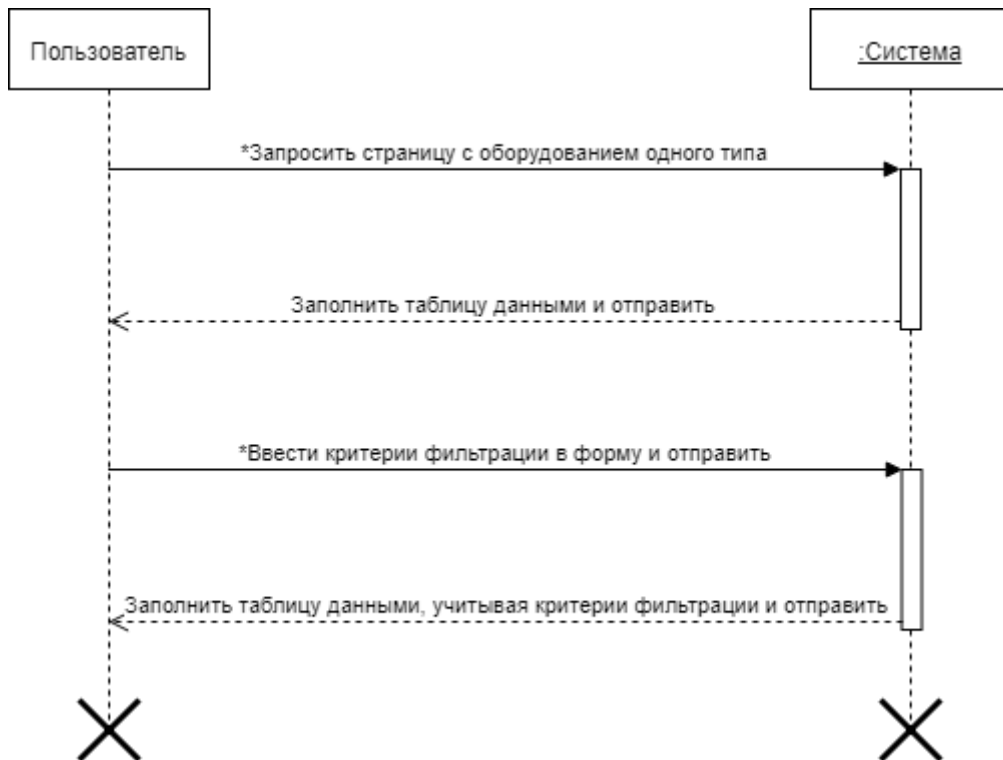 Пользователь
:Система
*Запросить страницу с оборудованием одного типа
Заполнить таблицу данными и отправить
*Ввести критерии фильтрации в форму и отправить
Заполнить таблицу данными, учитывая критерии фильтрации и отправить